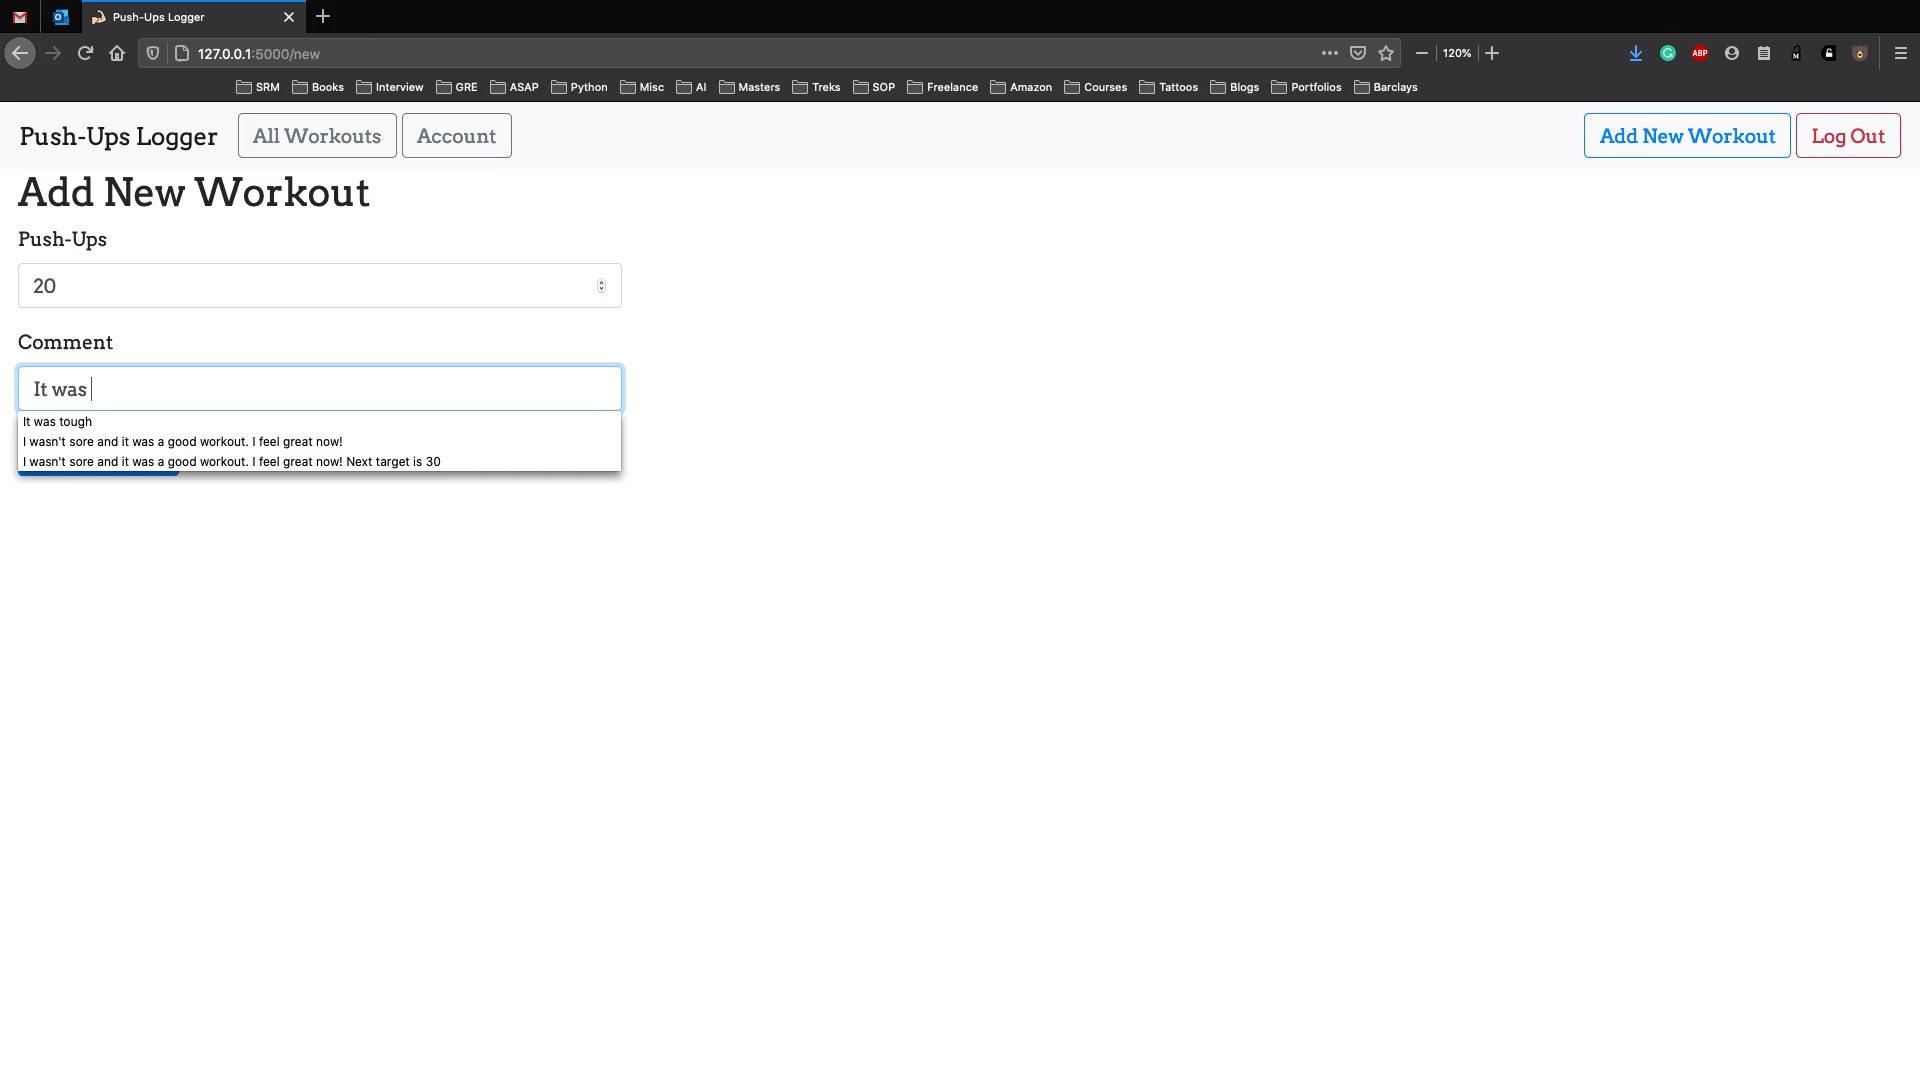 Push-Ups Logger
127.0.0.1:5000/new
120%
ABP
SRM Books Interview GRE ASAP Python Misc AI Masters Treks SOP Freelance Amazon Courses Tattoos Blogs Portfolios Barclays
Push-Ups Logger All Workouts Account Add New Workout Log Out
Add New Workout
Push-Ups
20
Comment
It was
It was tough
I wasn't sore and it was a good workout. I feel great now!
I wasn't sore and it was a good workout. I feel great now! Next target is 30